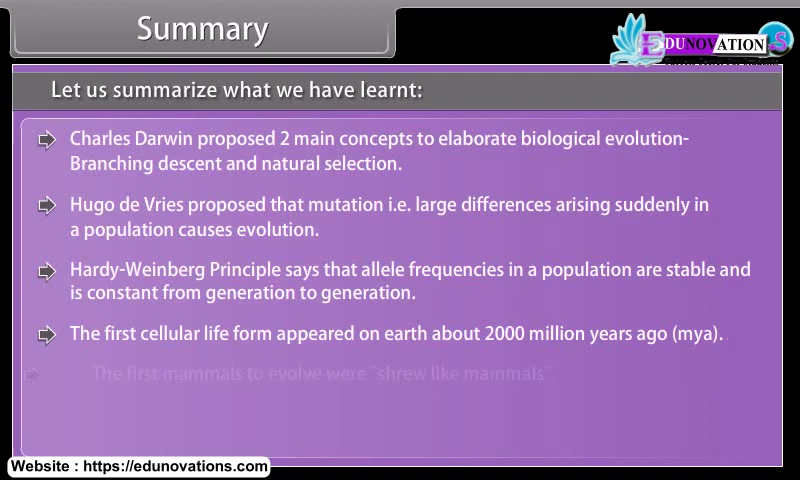 Summary
EDUNOVATION.S
Let us summarize what we have learnt:
Charles Darwin proposed 2 main concepts to elaborate biological evolution-
Branching descent and natural selection.
Hugo de Vries proposed that mutation i.e. large differences arising suddenly in
a population causes evolution.
Hardy-Weinberg Principle says that allele frequencies in a population are stable and
is constant from generation to generation.
The first cellular life form appeared on earth about 2000 million years ago (mya).
The first mammals to evolve were "shrew like mammals".
Website : https://edunovations.com